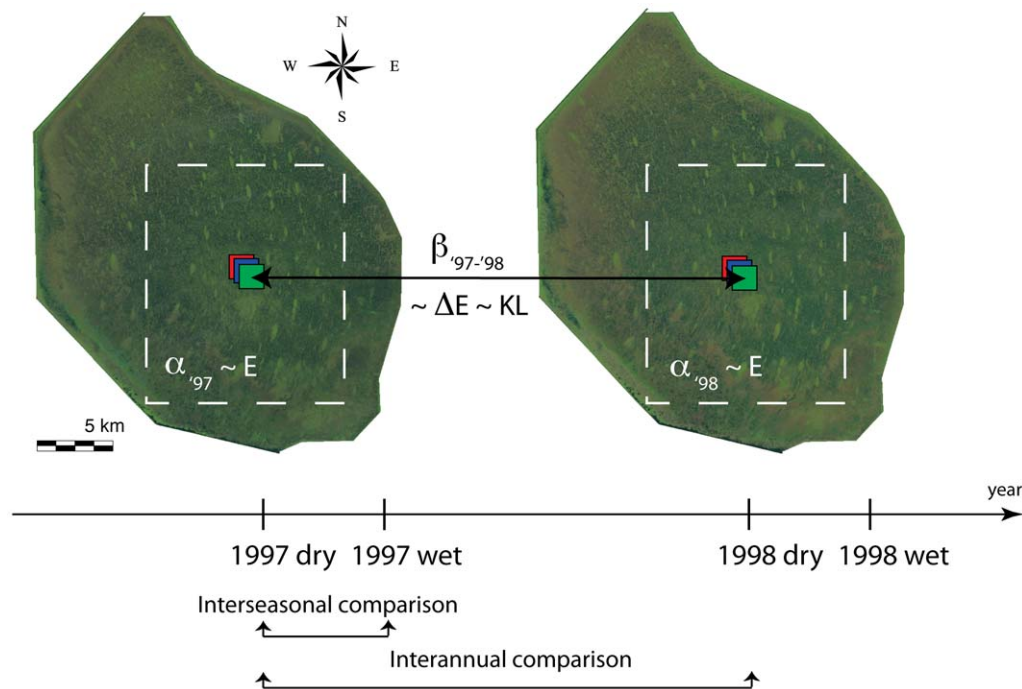 N
W E
S
β'97-'98
~ ΔE ~ KL
α'97 ~ E
α'98 ~ E
5 km
year
1997 dry 1997 wet 1998 dry 1998 wet
Interseasonal comparison
Interannual comparison